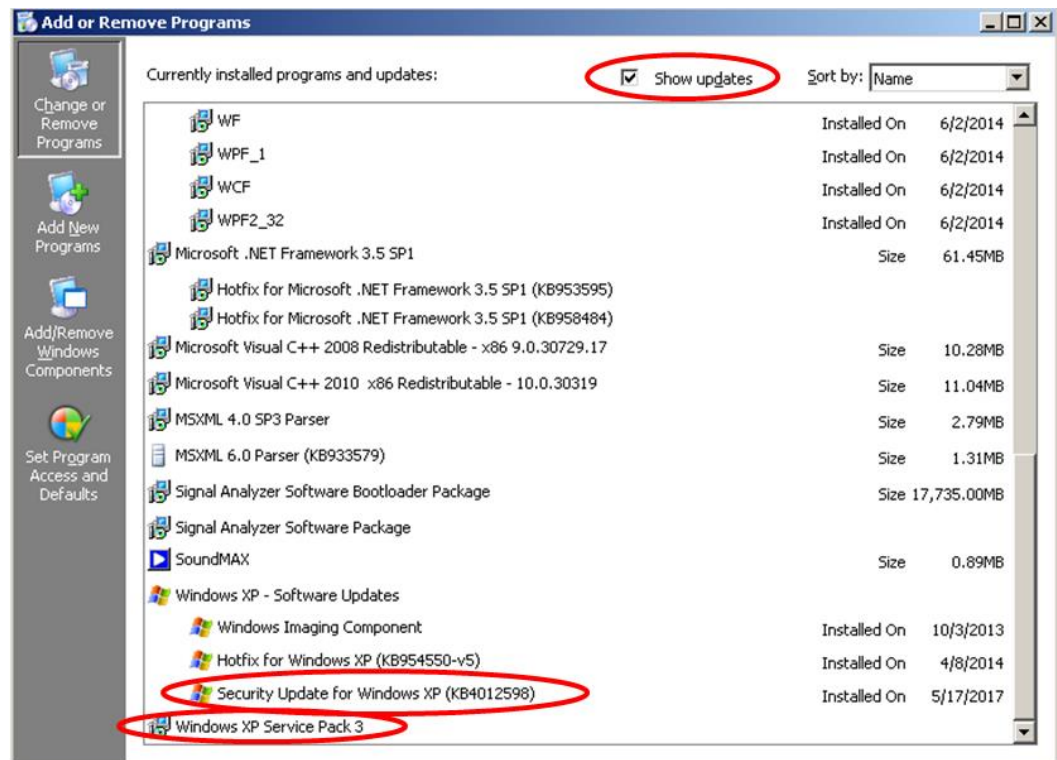 Add or Remove Programs
Change or
Remove
Programs
Add New
Programs
Add/Remove
Windows
Components
Set Program
Access and
Defaults
Currently installed programs and updates:
Show updates
Sort by: Name
WF Installed On 6/2/2014
WPF_1 Installed On 6/2/2014
WCF Installed On 6/2/2014
WPF2_32 Installed On 6/2/2014
Microsoft .NET Framework 3.5 SP1 Size 61.45MB
Hotfix for Microsoft .NET Framework 3.5 SP1 (KB953595)
Hotfix for Microsoft .NET Framework 3.5 SP1 (KB958484)
Microsoft Visual C++ 2008 Redistributable - x86 9.0.30729.17 Size 10.28MB
Microsoft Visual C++ 2010 x86 Redistributable - 10.0.30319 Size 11.04MB
MSXML 4.0 SP3 Parser Size 2.79MB
MSXML 6.0 Parser (KB933579) Size 1.31MB
Signal Analyzer Software Bootloader Package Size 17,735.00MB
Signal Analyzer Software Package
SoundMAX Size 0.89MB
Windows XP - Software Updates
Windows Imaging Component Installed On 10/3/2013
Hotfix for Windows XP (KB954550-v5) Installed On 4/8/2014
Security Update for Windows XP (KB4012598) Installed On 5/17/2017
Windows XP Service Pack 3